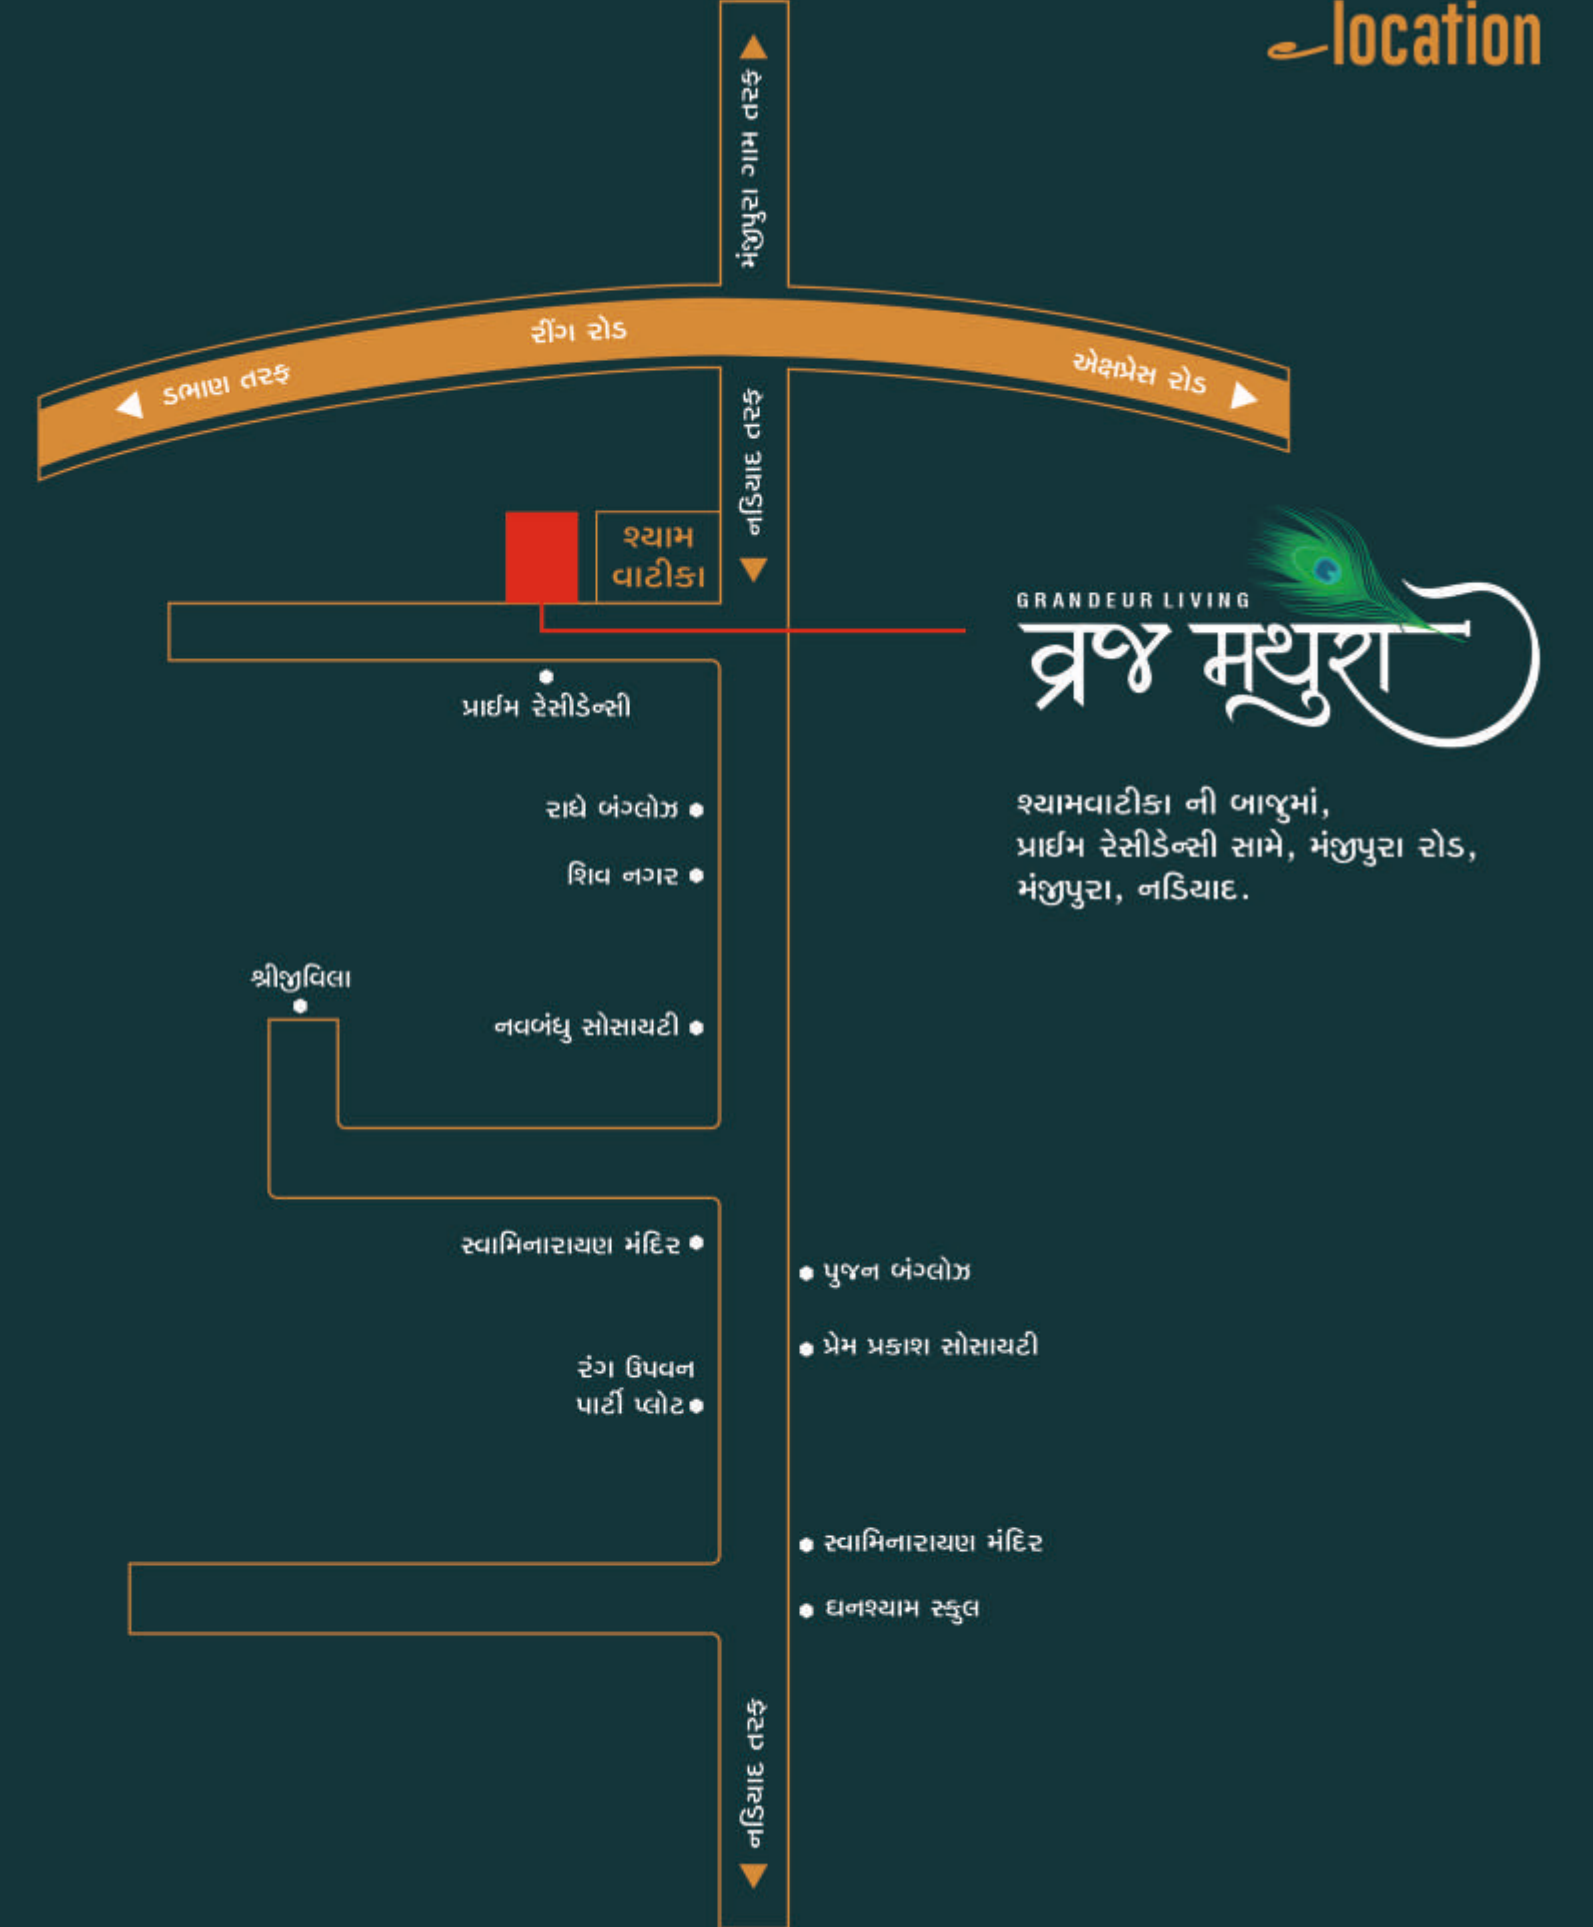 location
મંજીપુરા ગામ તરફ
રીંગ રોડ
ડભાણ તરફ
એક્ષપ્રેસ રોડ
નડિયાદ તરફ
શ્યામ
વાટીકા
GRANDEUR LIVING
વ્રજ मथुरा
પ્રાઈમ રેસીડેન્સી
શ્યામવાટીકા ની બાજુમાં,
પ્રાઈમ રેસીડેન્સી સામે, મંજીપુરા રોડ,
મંજીપુરા, નડિયાદ.
રાધે બંગ્લોઝ
શિવ નગર
શ્રીજીવિલા
નવબંધુ સોસાયટી
સ્વામિનારાયણ મંદિર
પુજન બંગ્લોઝ
પ્રેમ પ્રકાશ સોસાયટી
રંગ ઉપવન
પાર્ટી પ્લોટ
સ્વામિનારાયણ મંદિર
ઘનશ્યામ સ્કુલ
નડિયાદ તરફ